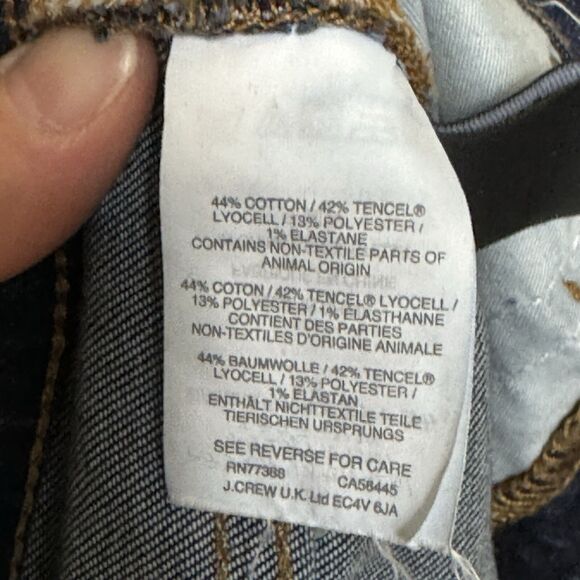 44% COTTON / 42% TENCEL®
LYOCELL / 13% POLYESTER /
1% ELASTANE
CONTAINS NON-TEXTILE PARTS OF
ANIMAL ORIGIN
44% COTON / 42% TENCEL® LYOCELL /
13% POLYESTER / 1% ÉLASTHANNE
CONTIENT DES PARTIES
NON-TEXTILES D'ORIGINE ANIMALE
44% BAUMWOLLE / 42% TENCEL®
LYOCELL / 13% POLYESTER /
1% ELASTAN
ENTHÄLT NICHTTEXTILE TEILE
TIERISCHEN URSPRUNGS
SEE REVERSE FOR CARE
RN77388 CA58445
J.CREW U.K. Ltd EC4V 6JA